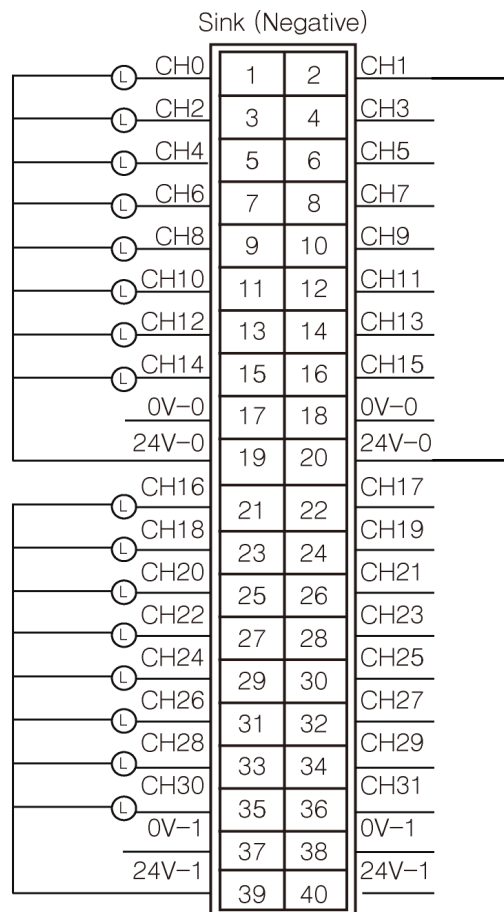 Sink (Negative)
L CH0 1 2 CH1
L CH2 3 4 CH3
L CH4 5 6 CH5
L CH6 7 8 CH7
L CH8 9 10 CH9
L CH10 11 12 CH11
L CH12 13 14 CH13
L CH14 15 16 CH15
0V-0 17 18 0V-0
24V-0 19 20 24V-0
L CH16 21 22 CH17
L CH18 23 24 CH19
L CH20 25 26 CH21
L CH22 27 28 CH23
L CH24 29 30 CH25
L CH26 31 32 CH27
L CH28 33 34 CH29
L CH30 35 36 CH31
0V-1 37 38 0V-1
24V-1 39 40 24V-1